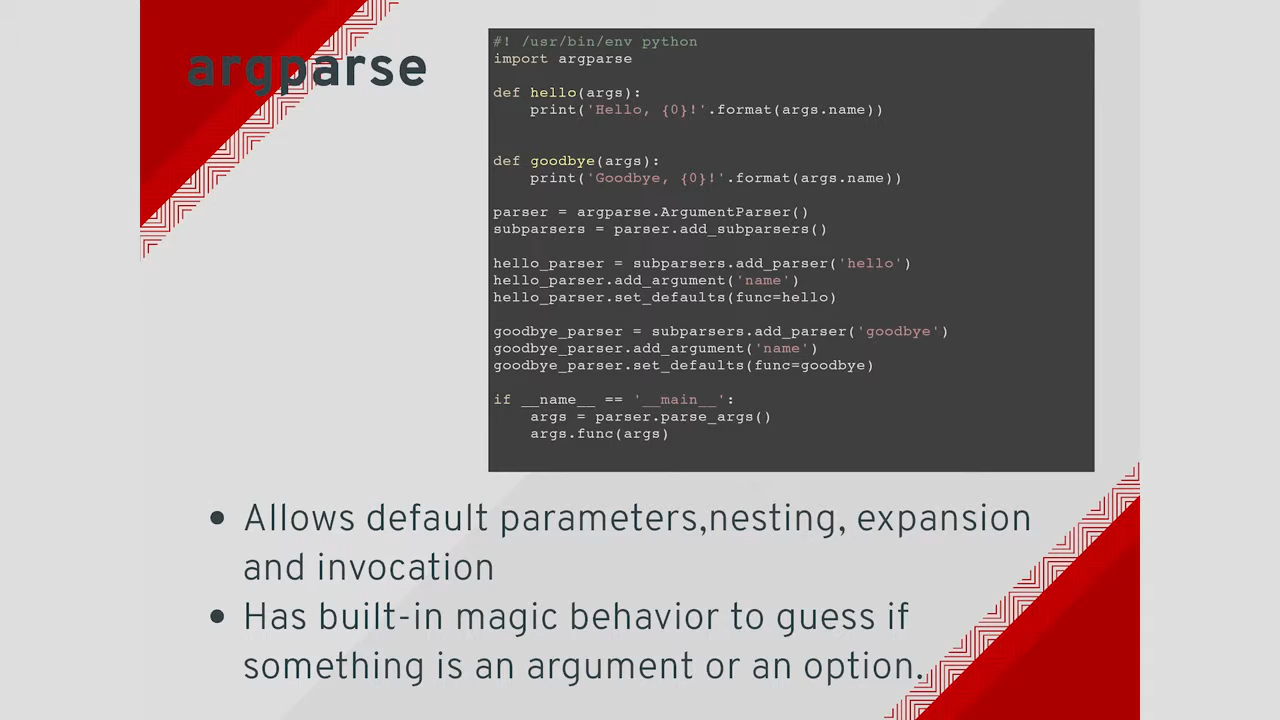 argparse
#! /usr/bin/env python
import argparse
def hello(args):
    print('Hello, {0}!'.format(args.name))
def goodbye(args):
    print('Goodbye, {0}!'.format(args.name))
parser = argparse.ArgumentParser()
subparsers = parser.add_subparsers()
hello_parser = subparsers.add_parser('hello')
hello_parser.add_argument('name')
hello_parser.set_defaults(func=hello)
goodbye_parser = subparsers.add_parser('goodbye')
goodbye_parser.add_argument('name')
goodbye_parser.set_defaults(func=goodbye)
if __name__ == '__main__':
    args = parser.parse_args()
    args.func(args)
• Allows default parameters,nesting, expansion
and invocation
• Has built-in magic behavior to guess if
something is an argument or an option.